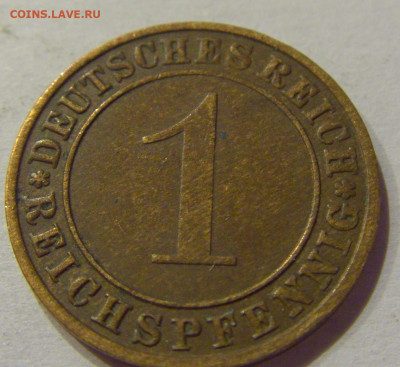 COINS.LAVE.RU
*DEUTSCHES REICH*
1
REICHSPFENNIG